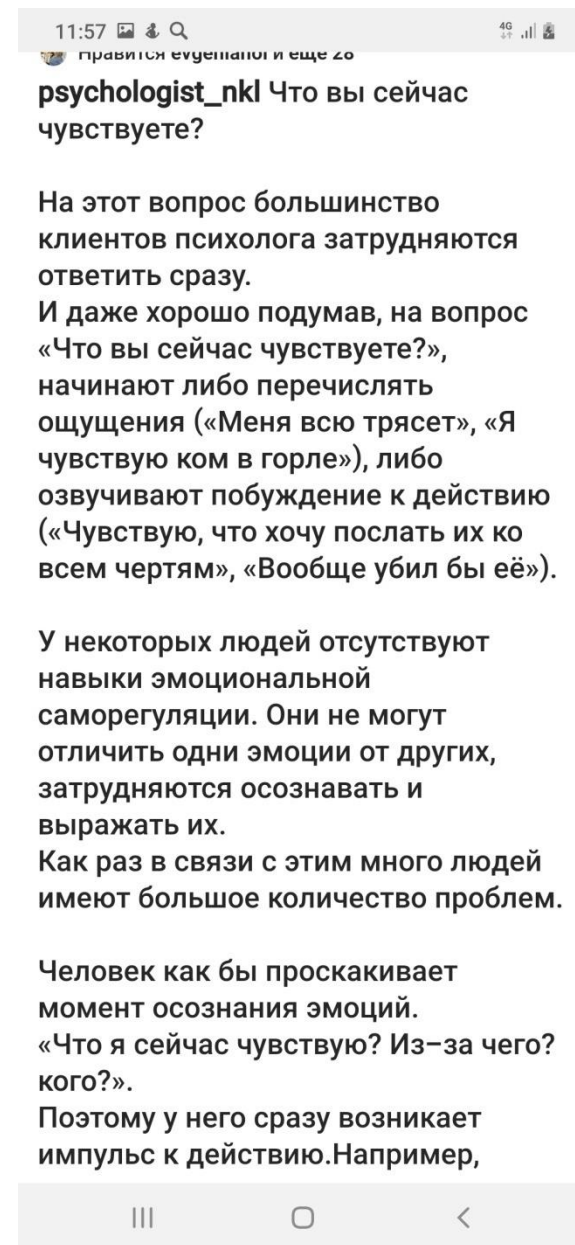 11:57
4G
Нравится evgenianol и ещё 28
psychologist_nkl Что вы сейчас
чувствуете?
На этот вопрос большинство
клиентов психолога затрудняются
ответить сразу.
И даже хорошо подумав, на вопрос
«Что вы сейчас чувствуете?»,
начинают либо перечислять
ощущения («Меня всю трясет», «Я
чувствую ком в горле»), либо
озвучивают побуждение к действию
(«Чувствую, что хочу послать их ко
всем чертям», «Вообще убил бы её»).
У некоторых людей отсутствуют
навыки эмоциональной
саморегуляции. Они не могут
отличить одни эмоции от других,
затрудняются осознавать и
выражать их.
Как раз в связи с этим много людей
имеют большое количество проблем.
Человек как бы проскакивает
момент осознания эмоций.
«Что я сейчас чувствую? Из-за чего?
кого?».
Поэтому у него сразу возникает
импульс к действию.Например,